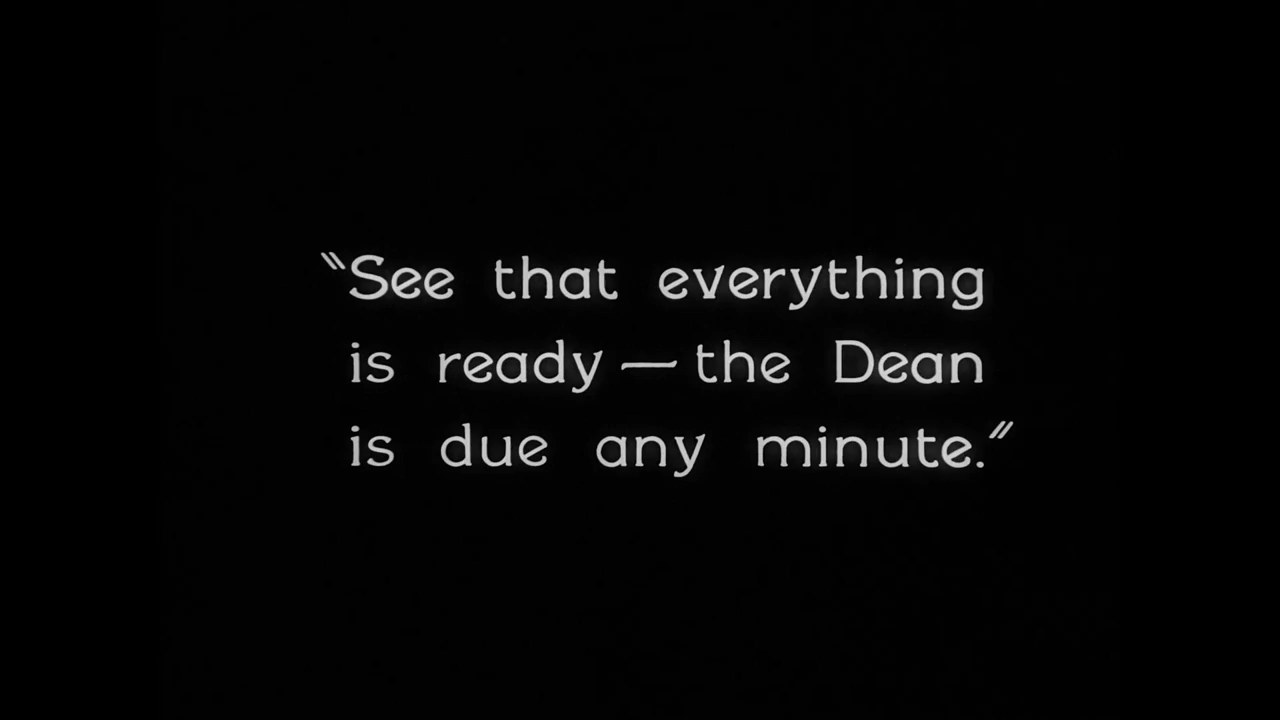 "See that everything
is ready — the Dean
is due any minute."